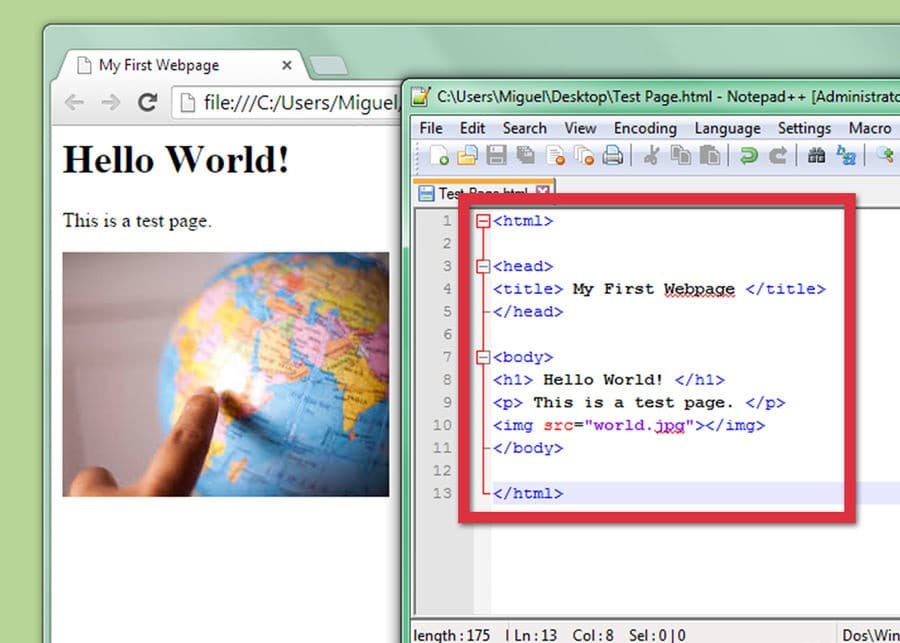 My First Webpage
file:///C:/Users/Miguel/
Hello World!
This is a test page.
C:\Users\Miguel\Desktop\Test Page.html - Notepad++ [Administrato
File Edit Search View Encoding Language Settings Macro
Test Page.html
1 <html>
2
3 <head>
4 <title> My First Webpage </title>
5 </head>
6
7 <body>
8 <h1> Hello World! </h1>
9 <p> This is a test page. </p>
10 <img src="world.jpg"></img>
11 </body>
12
13 </html>
length : 175 Ln : 13 Col : 8 Sel : 0 | 0 Dos\Win